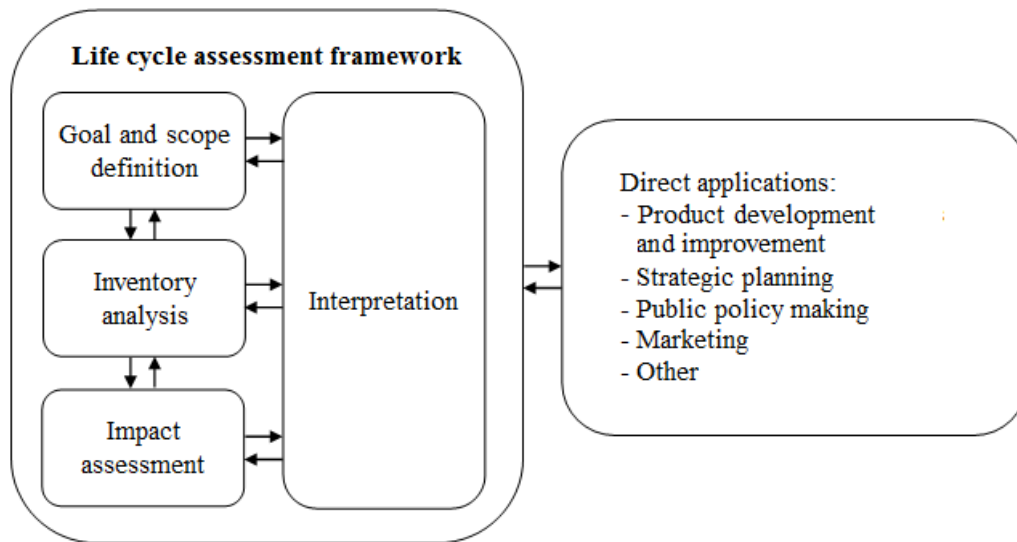 Life cycle assessment framework
Goal and scope
definition
Inventory
analysis
Impact
assessment
Interpretation
Direct applications:
- Product development
and improvement
- Strategic planning
- Public policy making
- Marketing
- Other